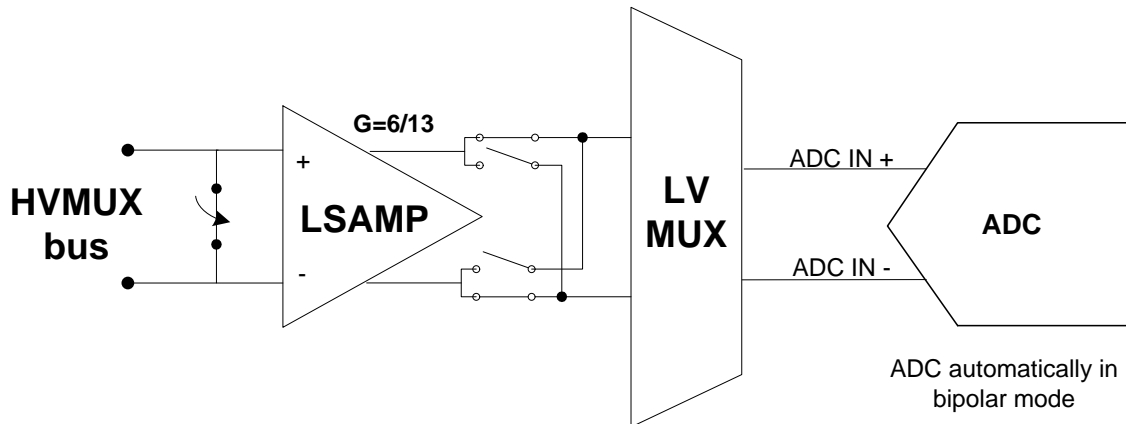 G=6/13
HVMUX
bus
+
LSAMP
-
LV
MUX
ADC IN +
ADC IN -
ADC
ADC automatically in
bipolar mode